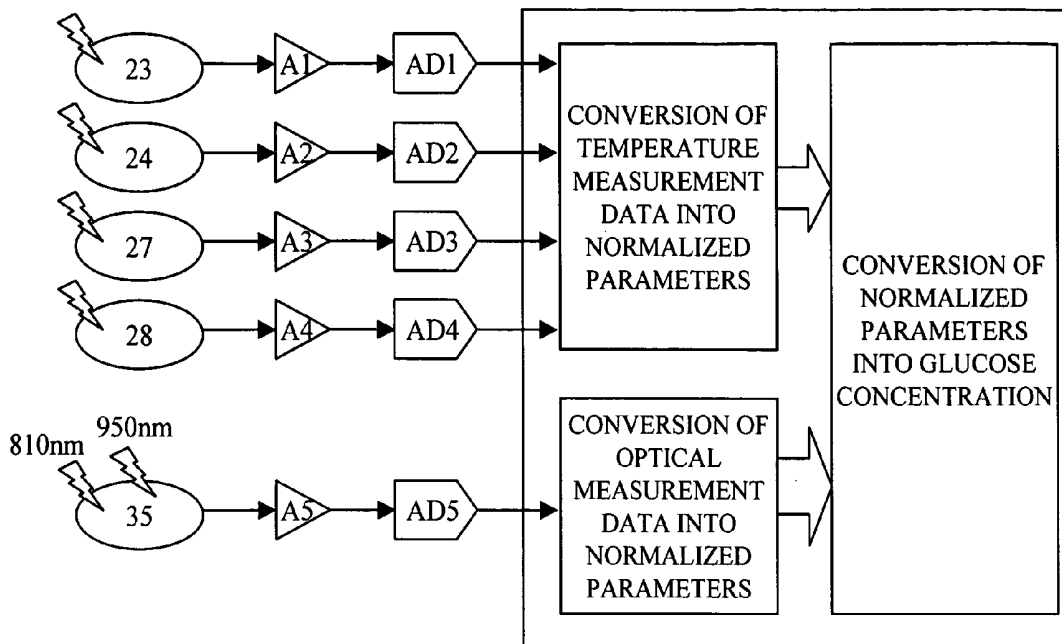 23 A1 AD1
24 A2 AD2
27 A3 AD3
28 A4 AD4
CONVERSION OF
TEMPERATURE
MEASUREMENT
DATA INTO
NORMALIZED
PARAMETERS
810nm 950nm
35 A5 AD5
CONVERSION OF
OPTICAL
MEASUREMENT
DATA INTO
NORMALIZED
PARAMETERS
CONVERSION OF
NORMALIZED
PARAMETERS
INTO GLUCOSE
CONCENTRATION